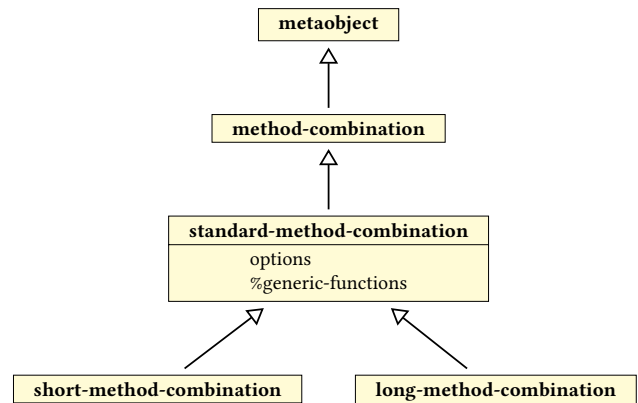 metaobject
method-combination
standard-method-combination
options
%generic-functions
short-method-combination
long-method-combination